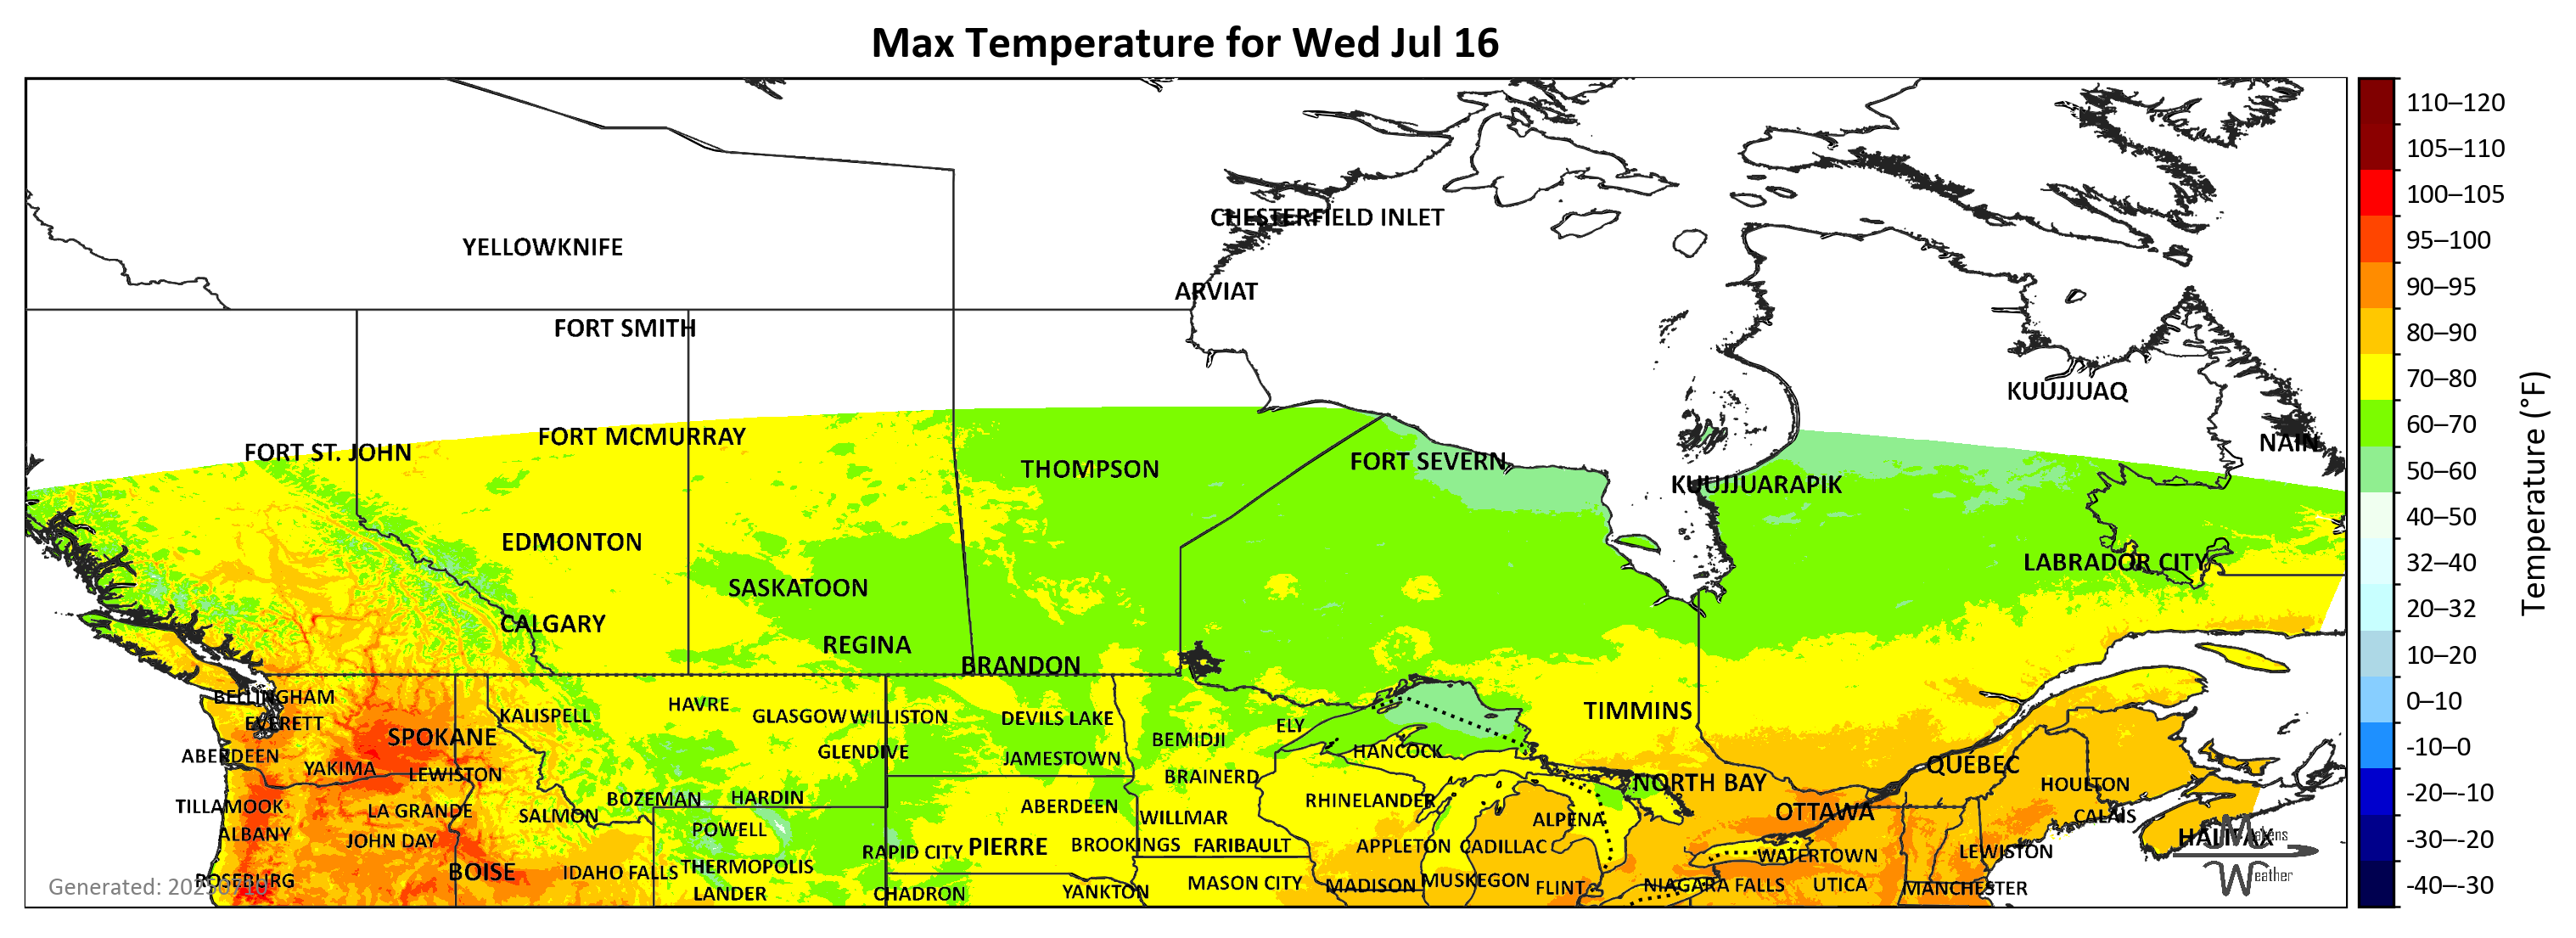 Max Temperature for Wed Jul 16
CHESTERFIELD INLET
YELLOWKNIFE
ARVIAT
FORT SMITH
KUUJJUAQ
FORT MCMURRAY
NAIN
FORT ST. JOHN
FORT SEVERN
THOMPSON
KUUJJUARAPIK
EDMONTON
LABRADOR CITY
SASKATOON
CALGARY
REGINA
BRANDON
BELLINGHAM
HAVRE
TIMMINS
KALISPELL
GLASGOW
WILLISTON
DEVILS LAKE
EVERETT
ELY
SPOKANE
BEMIDJI
HANCOCK
ABERDEEN
GLENDIVE
JAMESTOWN
QUÉBEC
YAKIMA
LEWISTON
BRAINERD
NORTH BAY
HOULTON
BOZEMAN
HARDIN
RHINELANDER
TILLAMOOK
LA GRANDE
SALMON
ABERDEEN
WILLMAR
ALPENA
OTTAWA
CALAIS
ALBANY
JOHN DAY
POWELL
HALIFAX
RAPID CITY
PIERRE
BROOKINGS
FARIBAULT
APPLETON
CADILLAC
WATERTOWN
LEWISTON
BOISE
IDAHO FALLS
THERMOPOLIS
ROSEBURG
MASON CITY
MADISON
MUSKEGON
FLINT
NIAGARA FALLS
UTICA
MANCHESTER
LANDER
CHADRON
YANKTON
Generated:
Makens
Weather
110–120
105–110
100–105
95–100
90–95
80–90
70–80
60–70
50–60
40–50
32–40
20–32
10–20
0–10
-10–0
-20–-10
-30–-20
-40–-30
Temperature (°F)